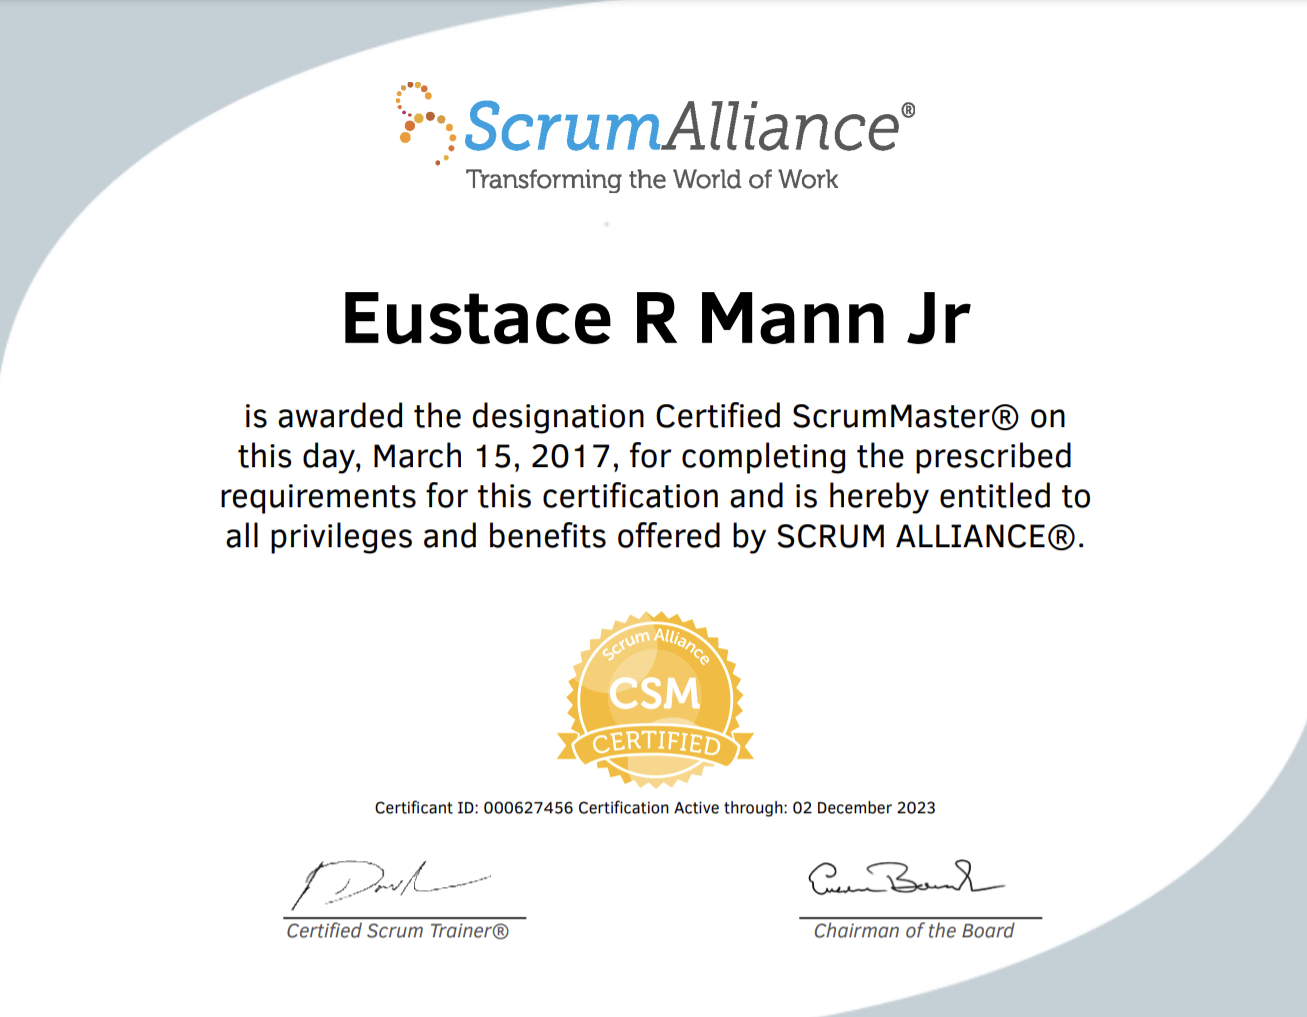 ScrumAlliance®
Transforming the World of Work
Eustace R Mann Jr
is awarded the designation Certified ScrumMaster® on
this day, March 15, 2017, for completing the prescribed
requirements for this certification and is hereby entitled to
all privileges and benefits offered by SCRUM ALLIANCE®.
Scrum Alliance
CSM
CERTIFIED
Certificant ID: 000627456 Certification Active through: 02 December 2023
Certified Scrum Trainer®
Chairman of the Board